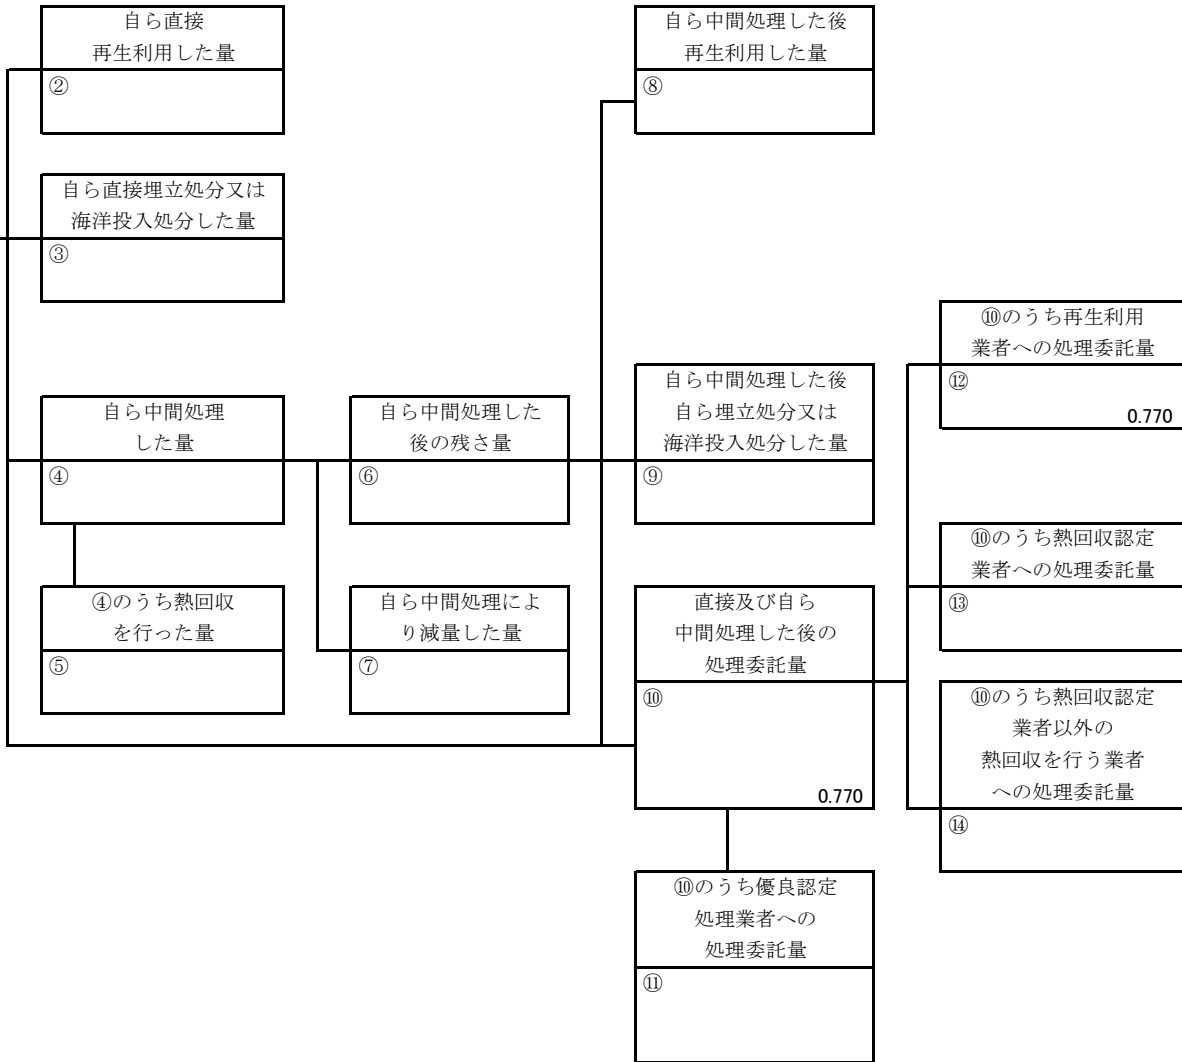 自ら直接
再生利用した量
②
自ら中間処理した後
再生利用した量
⑧
自ら直接埋立処分又は
海洋投入処分した量
③
⑩のうち再生利用
業者への処理委託量
⑫
0.770
自ら中間処理
した量
④
自ら中間処理した
後の残さ量
⑥
自ら中間処理した後
自ら埋立処分又は
海洋投入処分した量
⑨
⑩のうち熱回収認定
業者への処理委託量
⑬
④のうち熱回収
を行った量
⑤
自ら中間処理によ
り減量した量
⑦
直接及び自ら
中間処理した後の
処理委託量
⑩
0.770
⑩のうち熱回収認定
業者以外の
熱回収を行う業者
への処理委託量
⑭
⑩のうち優良認定
処理業者への
処理委託量
⑪